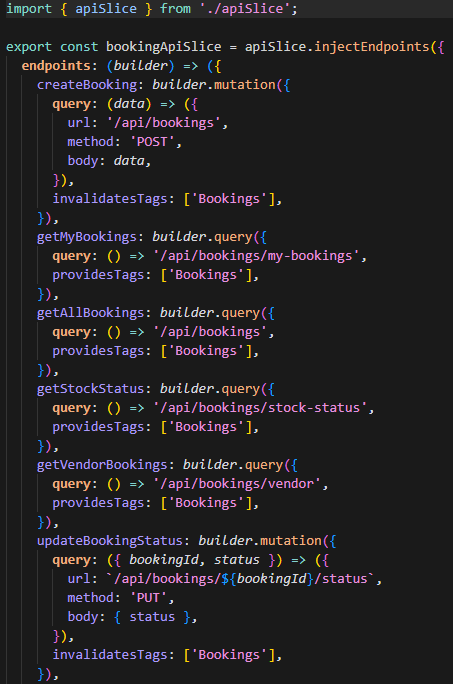 import { apiSlice } from './apiSlice';
export const bookingApiSlice = apiSlice.injectEndpoints({
  endpoints: (builder) => ({
    createBooking: builder.mutation({
      query: (data) => ({
        url: '/api/bookings',
        method: 'POST',
        body: data,
      }),
      invalidatesTags: ['Bookings'],
    }),
    getMyBookings: builder.query({
      query: () => '/api/bookings/my-bookings',
      providesTags: ['Bookings'],
    }),
    getAllBookings: builder.query({
      query: () => '/api/bookings',
      providesTags: ['Bookings'],
    }),
    getStockStatus: builder.query({
      query: () => '/api/bookings/stock-status',
      providesTags: ['Bookings'],
    }),
    getVendorBookings: builder.query({
      query: () => '/api/bookings/vendor',
      providesTags: ['Bookings'],
    }),
    updateBookingStatus: builder.mutation({
      query: ({ bookingId, status }) => ({
        url: `/api/bookings/${bookingId}/status`,
        method: 'PUT',
        body: { status },
      }),
      invalidatesTags: ['Bookings'],
    }),